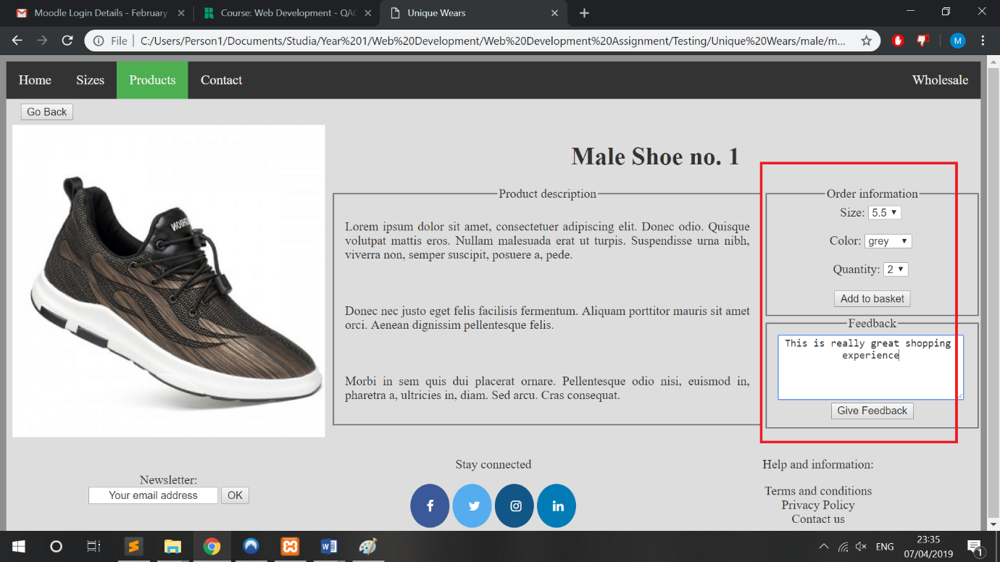 Moodle Login Details - February
Course: Web Development - QAC
Unique Wears
File
C:/Users/Person1/Documents/Studia/Year%201/Web%20Development/Web%20Development%20Assignment/Testing/Unique%20Wears/male/m...
M
Home
Sizes
Products
Contact
Wholesale
Go Back
Male Shoe no. 1
Product description
Lorem ipsum dolor sit amet, consectetuer adipiscing elit. Donec odio. Quisque
volutpat mattis eros. Nullam malesuada erat ut turpis. Suspendisse urna nibh,
viverra non, semper suscipit, posuere a, pede.
Donec nec justo eget felis facilisis fermentum. Aliquam porttitor mauris sit amet
orci. Aenean dignissim pellentesque felis.
Morbi in sem quis dui placerat ornare. Pellentesque odio nisi, euismod in,
pharetra a, ultricies in, diam. Sed arcu. Cras consequat.
Order information
Size: 5.5
Color: grey
Quantity: 2
Add to basket
Feedback
This is really great shopping
experience
Give Feedback
Newsletter:
Your email address
OK
Stay connected
Help and information:
Terms and conditions
Privacy Policy
Contact us
ENG
23:35
07/04/2019
1